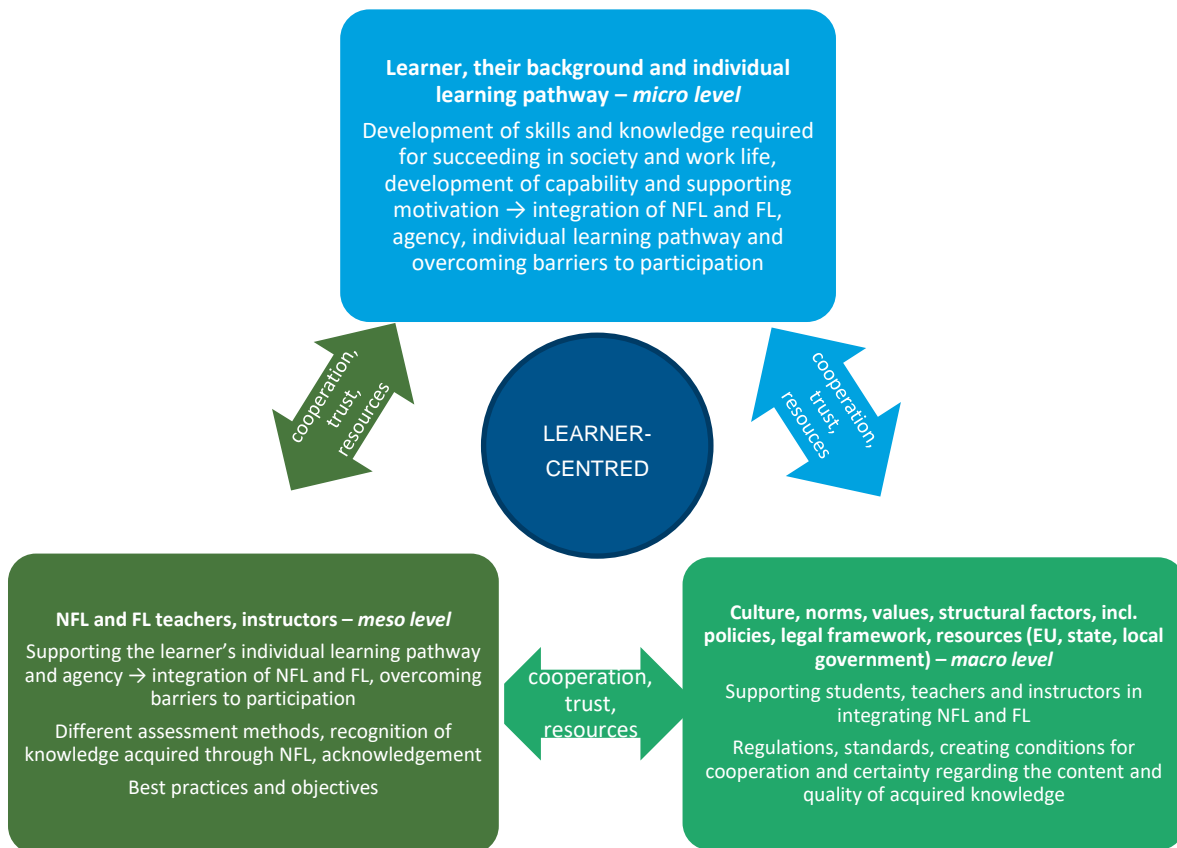 Learner, their background and individual
learning pathway – micro level
Development of skills and knowledge required
for succeeding in society and work life,
development of capability and supporting
motivation → integration of NFL and FL,
agency, individual learning pathway and
overcoming barriers to participation
cooperation,
trust,
resources
cooperation,
trust,
resouces
LEARNER-
CENTRED
NFL and FL teachers, instructors – meso level
Supporting the learner’s individual learning pathway
and agency → integration of NFL and FL, overcoming
barriers to participation
Different assessment methods, recognition of
knowledge acquired through NFL, acknowledgement
Best practices and objectives
cooperation,
trust,
resources
Culture, norms, values, structural factors, incl.
policies, legal framework, resources (EU, state, local
government) – macro level
Supporting students, teachers and instructors in
integrating NFL and FL
Regulations, standards, creating conditions for
cooperation and certainty regarding the content and
quality of acquired knowledge